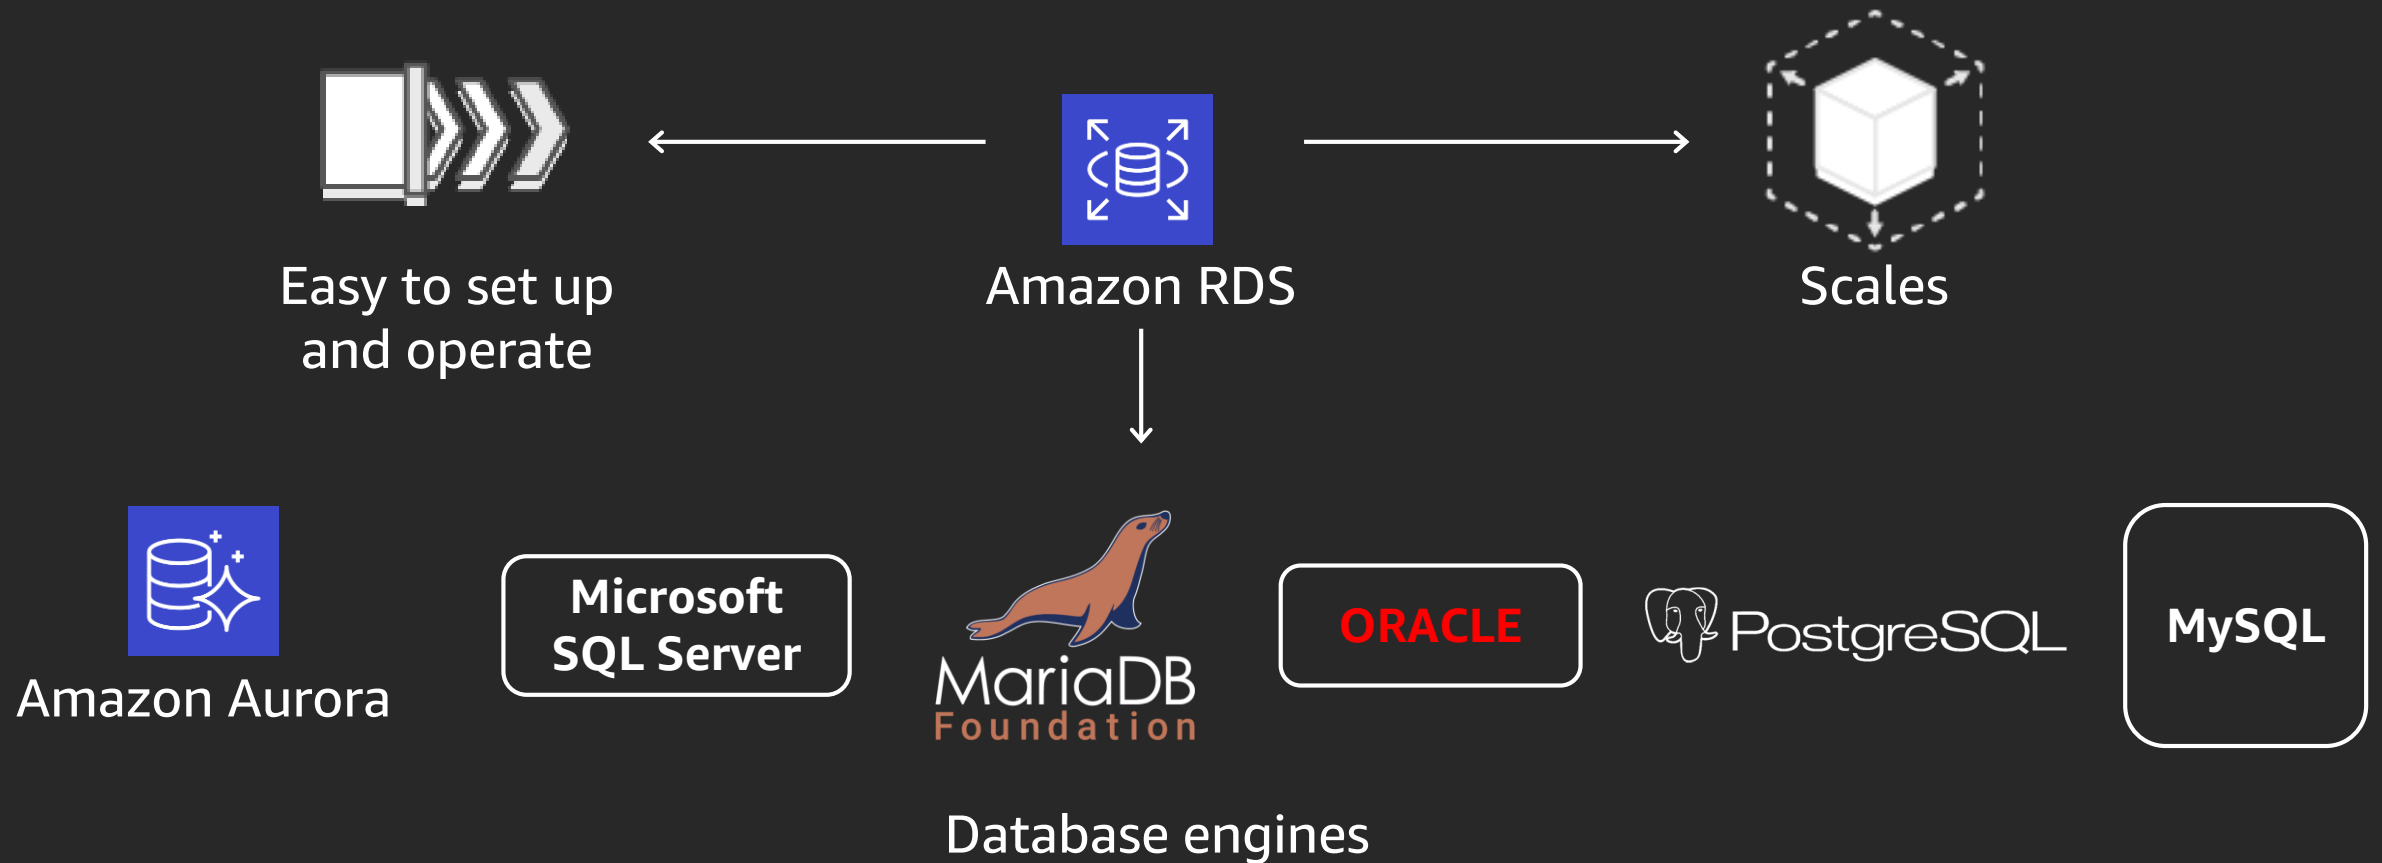 Easy to set up
and operate
Amazon RDS
Scales
Amazon Aurora
Microsoft
SQL Server
MariaDB
Foundation
ORACLE
PostgreSQL
MySQL
Database engines